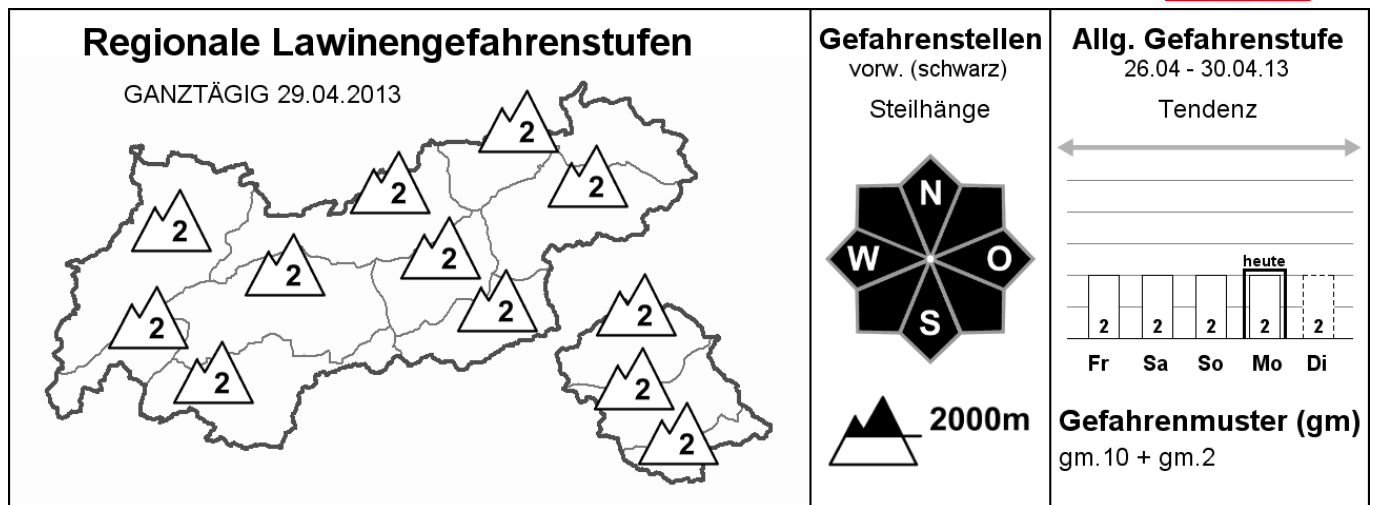 Regionale Lawinengefahrenstufen
GANZTÄGIG 29.04.2013
2
2
2
2
2
2
2
2
2
2
2
2
2
Gefahrenstellen
vorw. (schwarz)
Steilhänge
N
W
O
S
2000m
Allg. Gefahrenstufe
26.04 - 30.04.13
Tendenz
heute
2 2 2 2 2
Fr Sa So Mo Di
Gefahrenmuster (gm)
gm.10 + gm.2